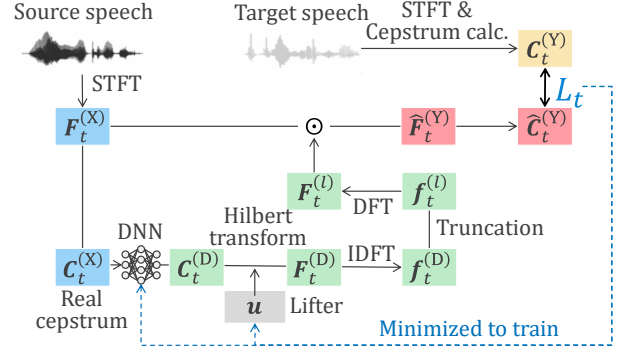 Source speech
Target speech
STFT &
Cepstrum calc.
C_t^(Y)
STFT
L_t
F_t^(X)
⊙
F̂_t^(Y)
Ĉ_t^(Y)
F_t^(l)
f_t^(l)
DFT
DNN
Hilbert
transform
Truncation
C_t^(X)
C_t^(D)
F_t^(D)
IDFT
f_t^(D)
Real
cepstrum
u
Lifter
Minimized to train